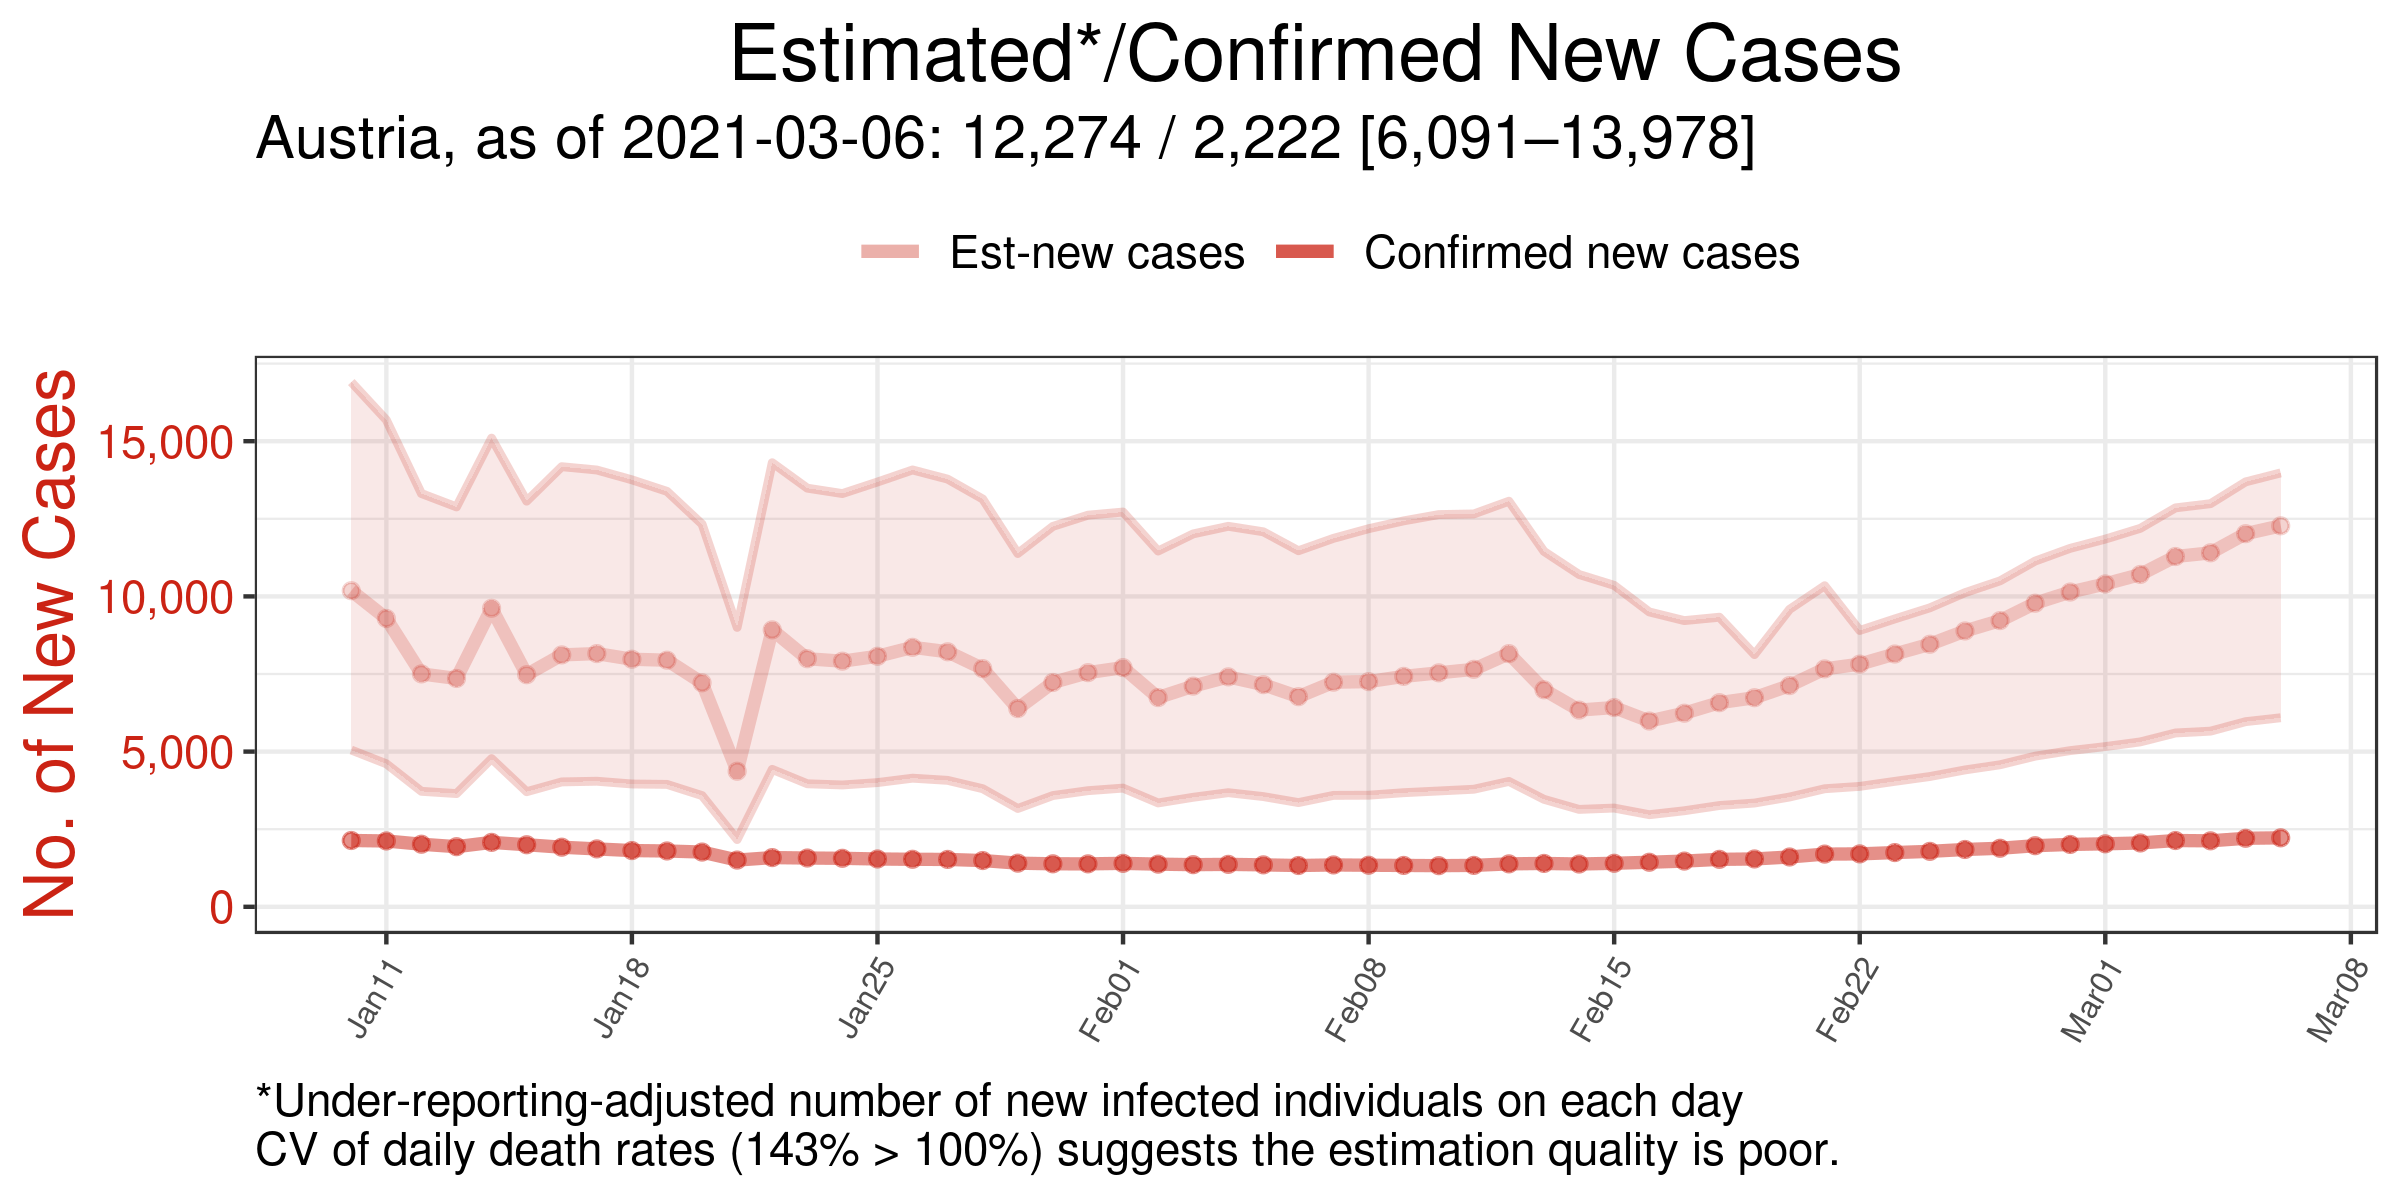 Estimated*/Confirmed New Cases
Austria, as of 2021-03-06: 12,274 / 2,222 [6,091–13,978]
Est-new cases Confirmed new cases
No. of New Cases
15,000
10,000
5,000
0
Jan11 Jan18 Jan25 Feb01 Feb08 Feb15 Feb22 Mar01 Mar08
*Under-reporting-adjusted number of new infected individuals on each day
CV of daily death rates (143% > 100%) suggests the estimation quality is poor.